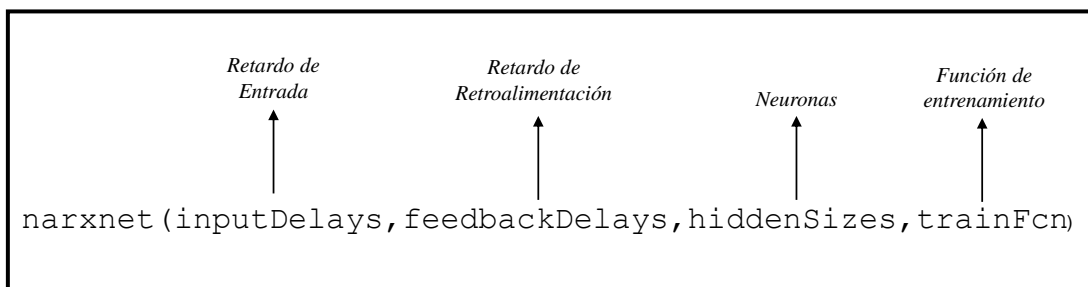 Retardo de
Entrada
Retardo de
Retroalimentación
Neuronas
Función de
entrenamiento
narxnet(inputDelays,feedbackDelays,hiddenSizes,trainFcn)